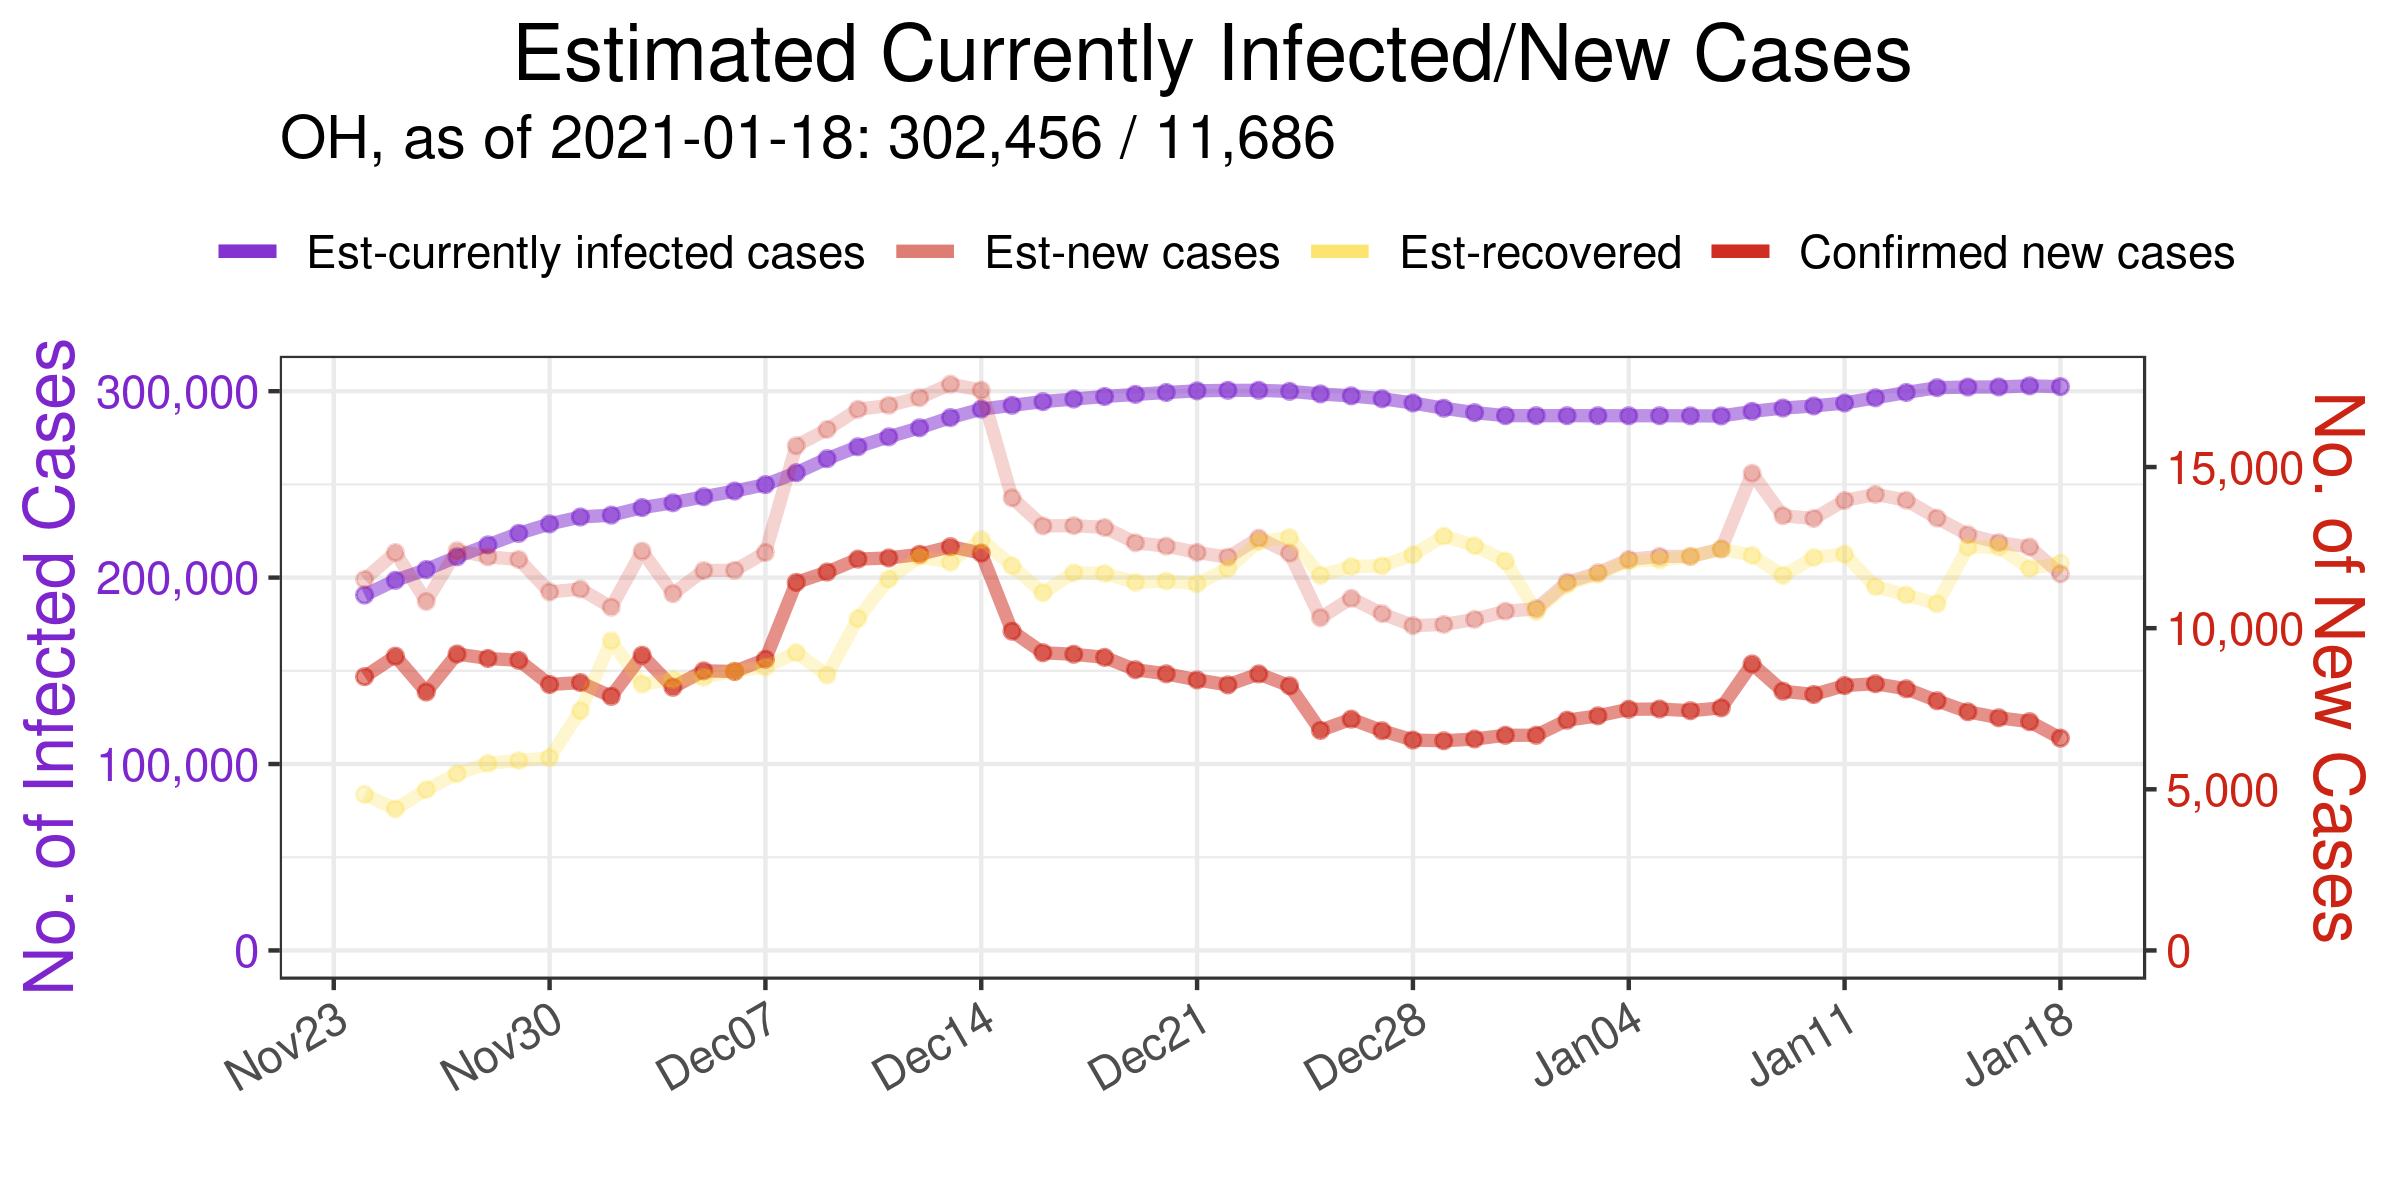 Estimated Currently Infected/New Cases
OH, as of 2021-01-18: 302,456 / 11,686
Est-currently infected cases Est-new cases Est-recovered Confirmed new cases
No. of Infected Cases
300,000
200,000
100,000
0
15,000
10,000
5,000
0
No. of New Cases
Nov23 Nov30 Dec07 Dec14 Dec21 Dec28 Jan04 Jan11 Jan18